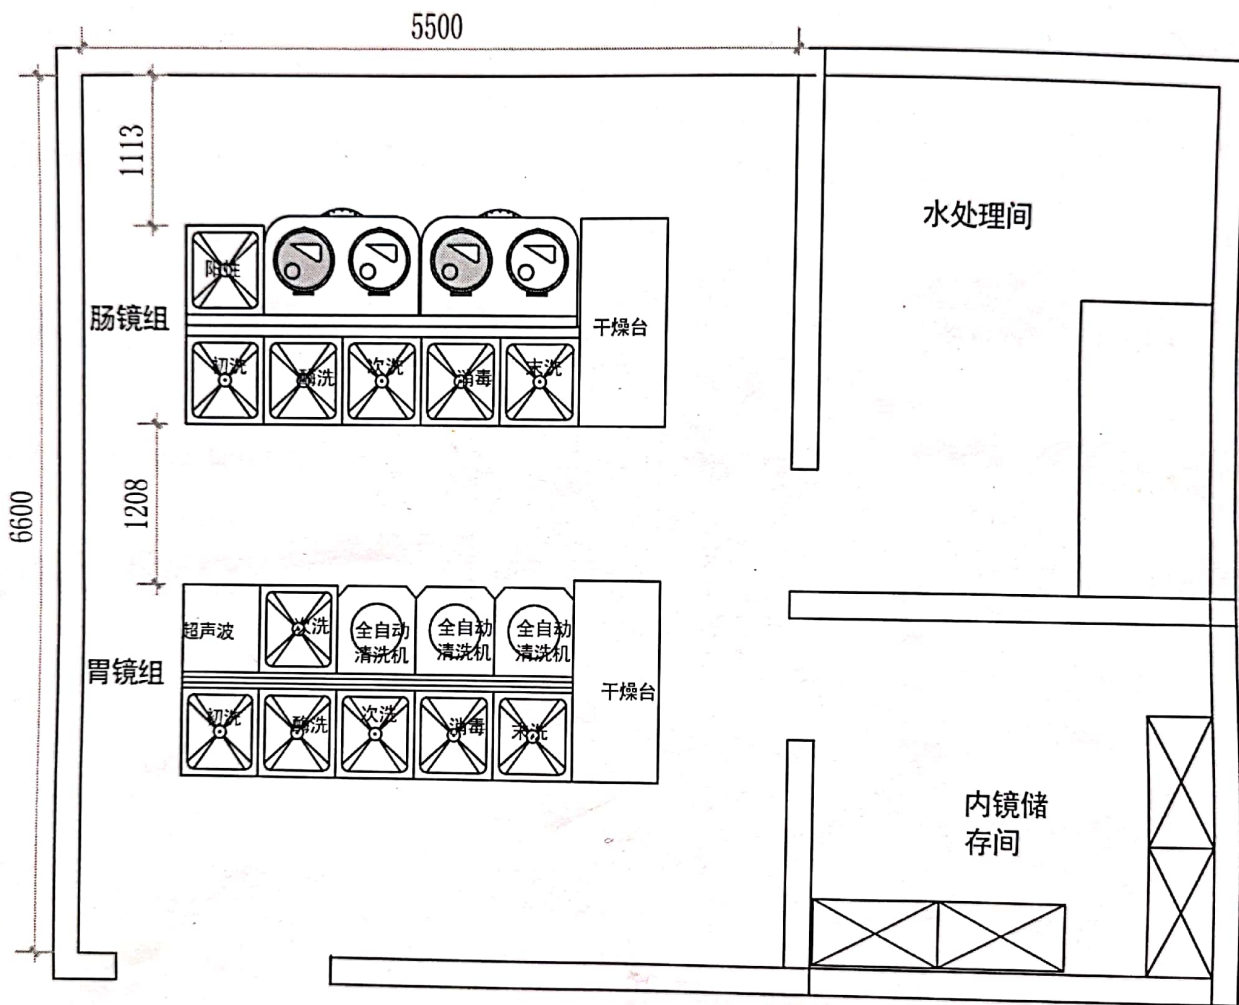 5500
1113
水处理间
阳性
肠镜组
干燥台
初洗
酶洗
次洗
消毒
末洗
1208
6600
超声波
次洗
全自动
清洗机
全自动
清洗机
全自动
清洗机
胃镜组
干燥台
初洗
酶洗
次洗
消毒
末洗
内镜储
存间